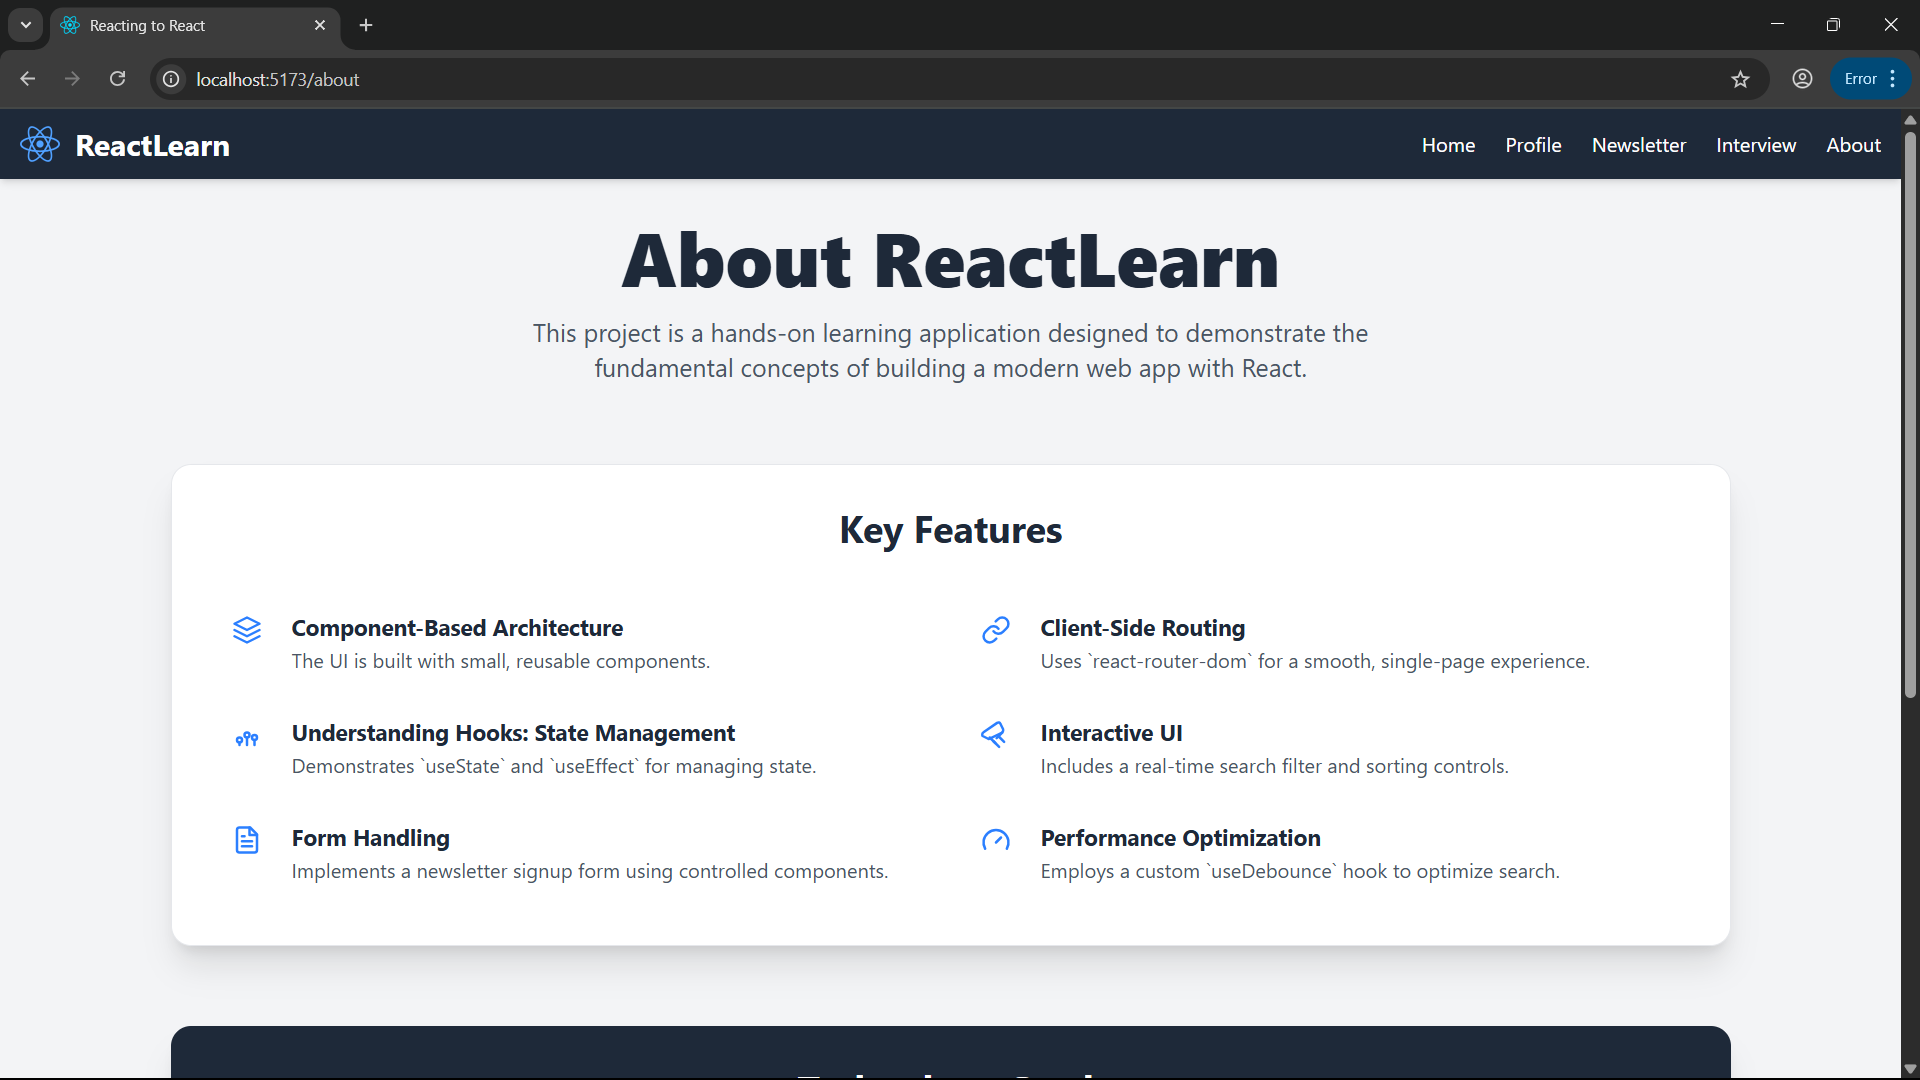 Reacting to React
localhost:5173/about
Error
ReactLearn
Home Profile Newsletter Interview About
About ReactLearn
This project is a hands-on learning application designed to demonstrate the
fundamental concepts of building a modern web app with React.
Key Features
Component-Based Architecture
The UI is built with small, reusable components.
Client-Side Routing
Uses `react-router-dom` for a smooth, single-page experience.
Understanding Hooks: State Management
Demonstrates `useState` and `useEffect` for managing state.
Interactive UI
Includes a real-time search filter and sorting controls.
Form Handling
Implements a newsletter signup form using controlled components.
Performance Optimization
Employs a custom `useDebounce` hook to optimize search.